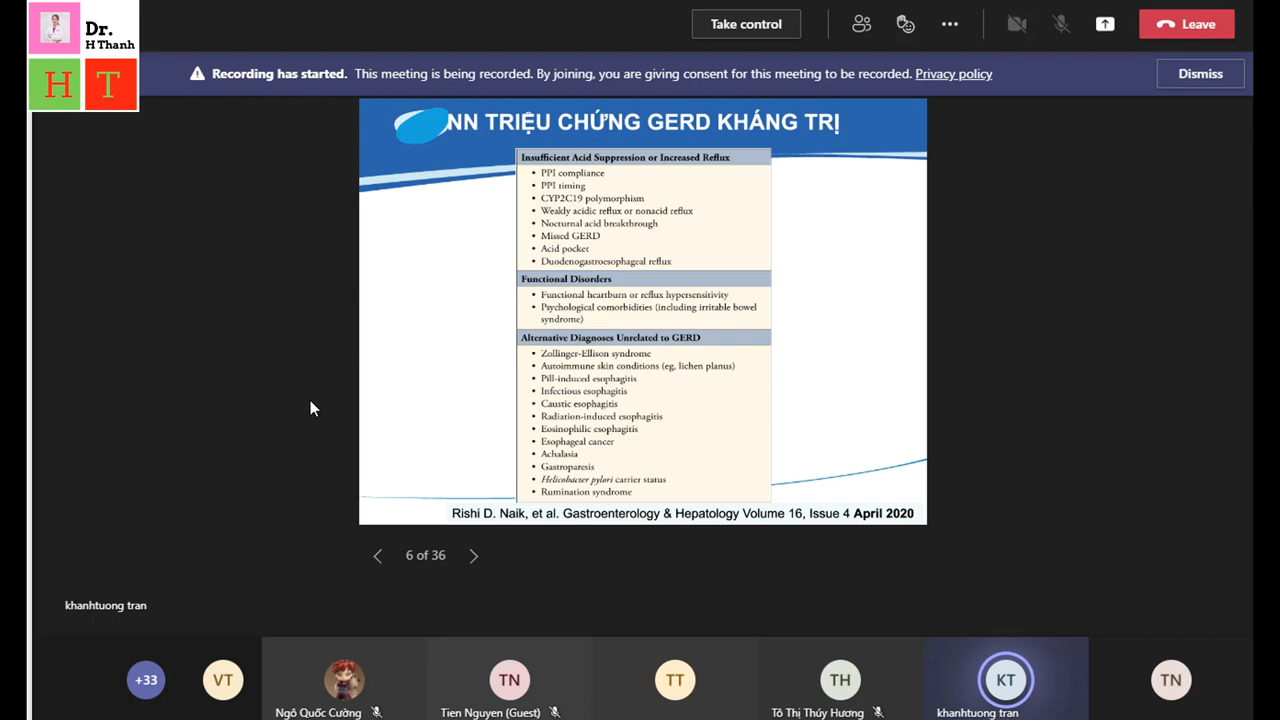 Dr.
H Thanh
H T
Take control
Leave
Recording has started. This meeting is being recorded. By joining, you are giving consent for this meeting to be recorded. Privacy policy
Dismiss
NN TRIỆU CHỨNG GERD KHÁNG TRỊ
Insufficient Acid Suppression or Increased Reflux
• PPI compliance
• PPI timing
• CYP2C19 polymorphism
• Weakly acidic reflux or nonacid reflux
• Nocturnal acid breakthrough
• Missed GERD
• Acid pocket
• Duodenogastroesophageal reflux
Functional Disorders
• Functional heartburn or reflux hypersensitivity
• Psychological comorbidities (including irritable bowel
syndrome)
Alternative Diagnoses Unrelated to GERD
• Zollinger-Ellison syndrome
• Autoimmune skin conditions (eg, lichen planus)
• Pill-induced esophagitis
• Infectious esophagitis
• Caustic esophagitis
• Radiation-induced esophagitis
• Eosinophilic esophagitis
• Esophageal cancer
• Achalasia
• Gastroparesis
• Helicobacter pylori carrier status
• Rumination syndrome
Rishi D. Naik, et al. Gastroenterology & Hepatology Volume 16, Issue 4 April 2020
6 of 36
khanhtuong tran
+33 VT TN TT TH KT TN
Ngô Quốc Cường Tien Nguyen (Guest) Tô Thị Thúy Hương khanhtuong tran